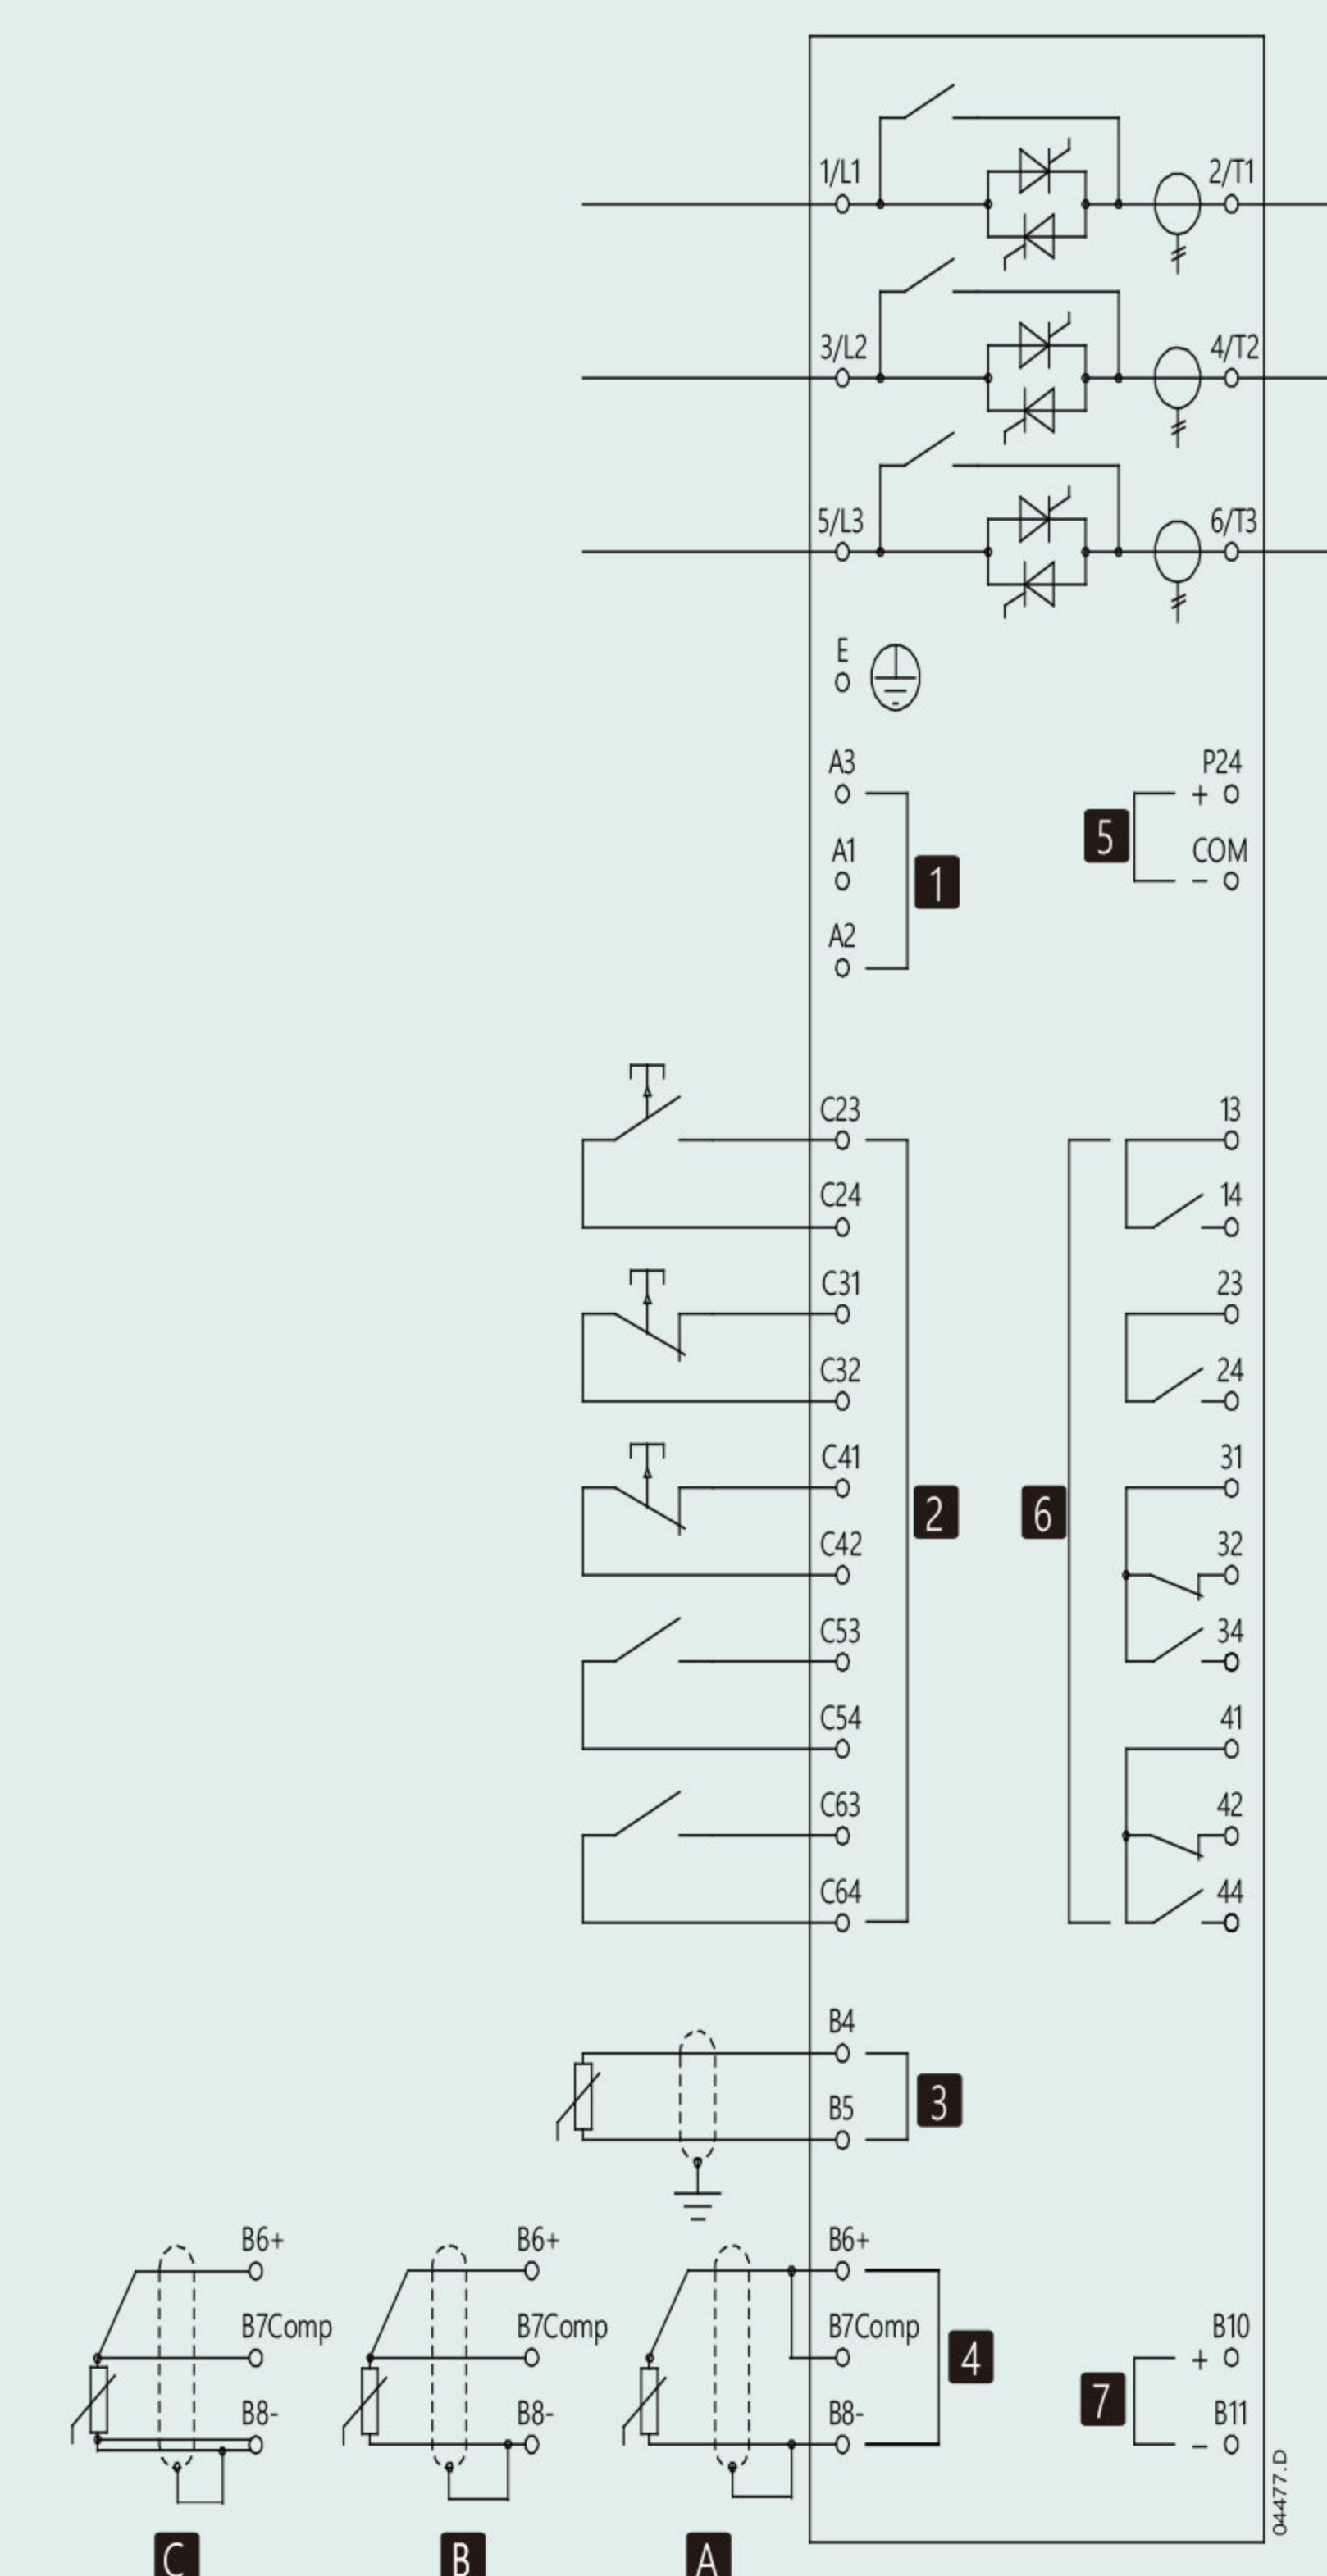 1/L1
2/T1
3/L2
4/T2
5/L3
6/T3
E
A3
P24
+
5
A1
COM
1
−
A2
C23
13
C24
14
C31
23
C32
24
C41
31
2
6
C42
32
C53
34
C54
41
C63
42
C64
44
B4
3
B5
B6+
B6+
B6+
B7Comp
B7Comp
B7Comp
4
B10
+
7
B8-
B8-
B8-
B11
−
04477.D
C
B
A